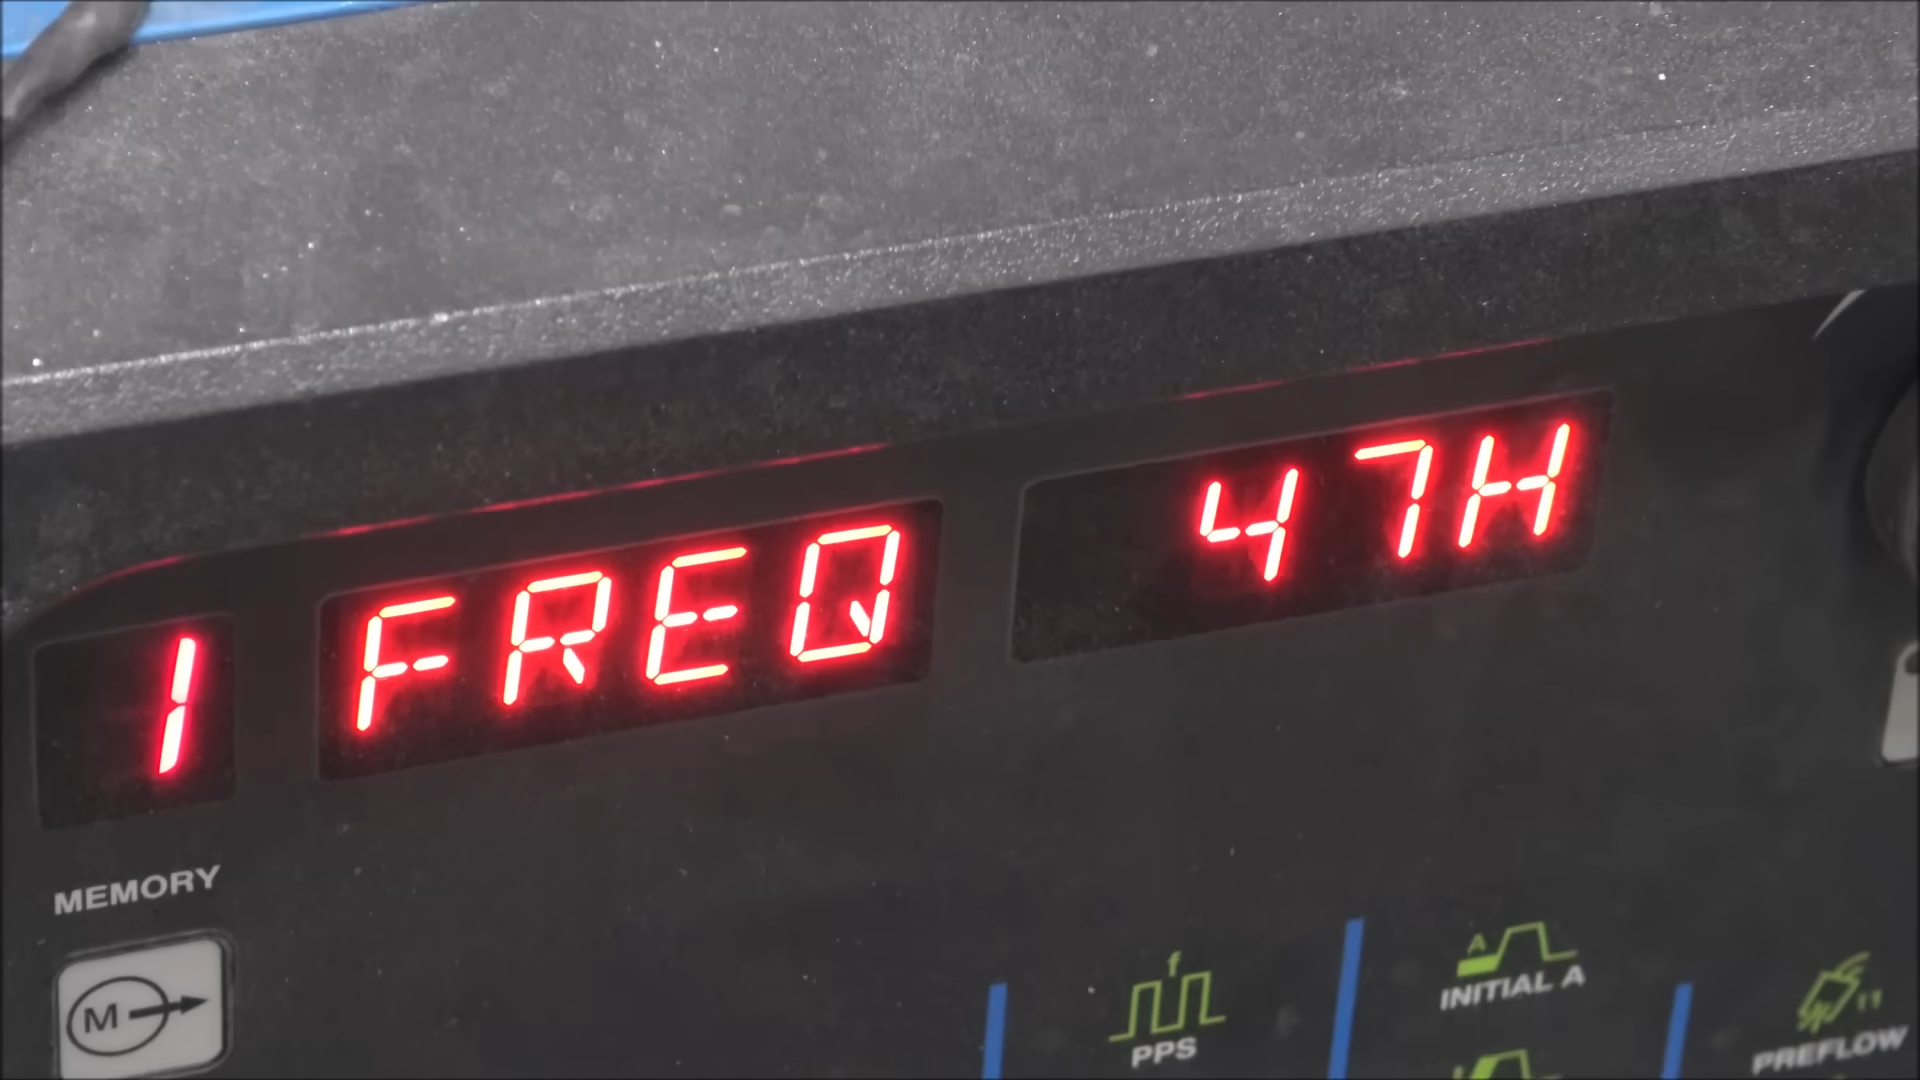 1 FREQ 47H
MEMORY
M
f
PPS
A
INITIAL A
PREFLOW